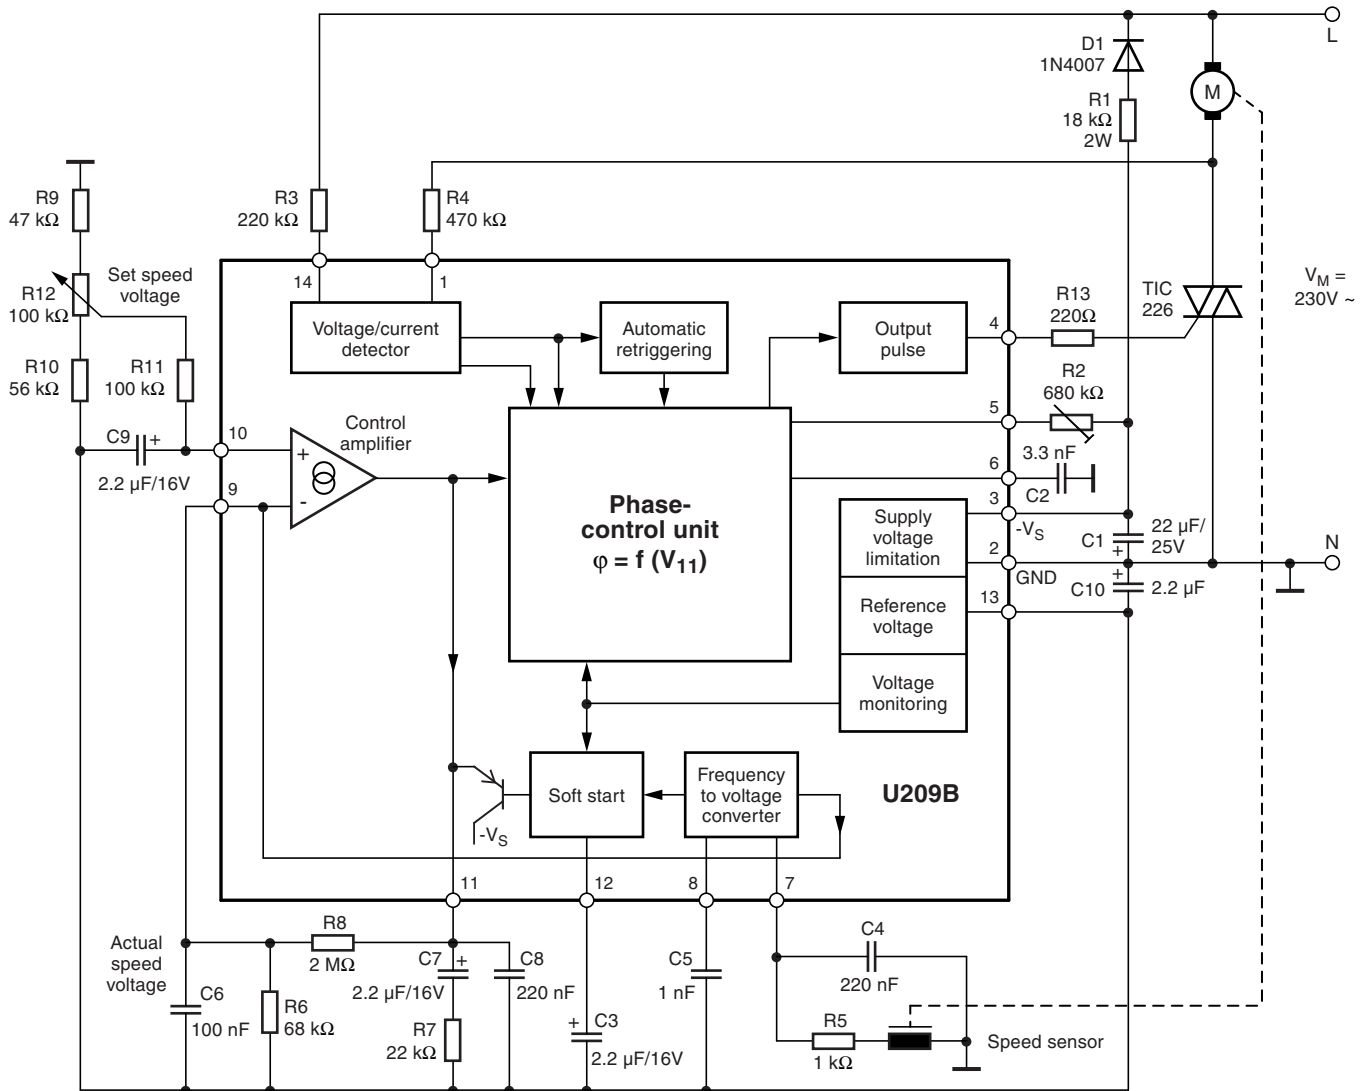 L
D1
1N4007
R1
18 kΩ
2W
M
R9
47 kΩ
R3
220 kΩ
R4
470 kΩ
Set speed
voltage
R12
100 kΩ
14
1
R13
220Ω
TIC
226
V_M =
230V ~
Voltage/current
detector
Automatic
retriggering
Output
pulse
4
R10
56 kΩ
R11
100 kΩ
R2
680 kΩ
5
Control
amplifier
C9
+
2.2 µF/16V
10
+
9
-
6
3.3 nF
C2
Phase-
control unit
φ = f (V₁₁)
Supply
voltage
limitation
3
-V_S
C1
+
22 µF/
25V
2
GND
N
+
C10
2.2 µF
13
Reference
voltage
Voltage
monitoring
Soft start
Frequency
to voltage
converter
U209B
-V_S
11
12
8
7
Actual
speed
voltage
R8
2 MΩ
C7
+
2.2 µF/16V
C8
220 nF
C5
1 nF
C4
220 nF
C6
100 nF
R6
68 kΩ
R7
22 kΩ
+
C3
2.2 µF/16V
R5
1 kΩ
Speed sensor